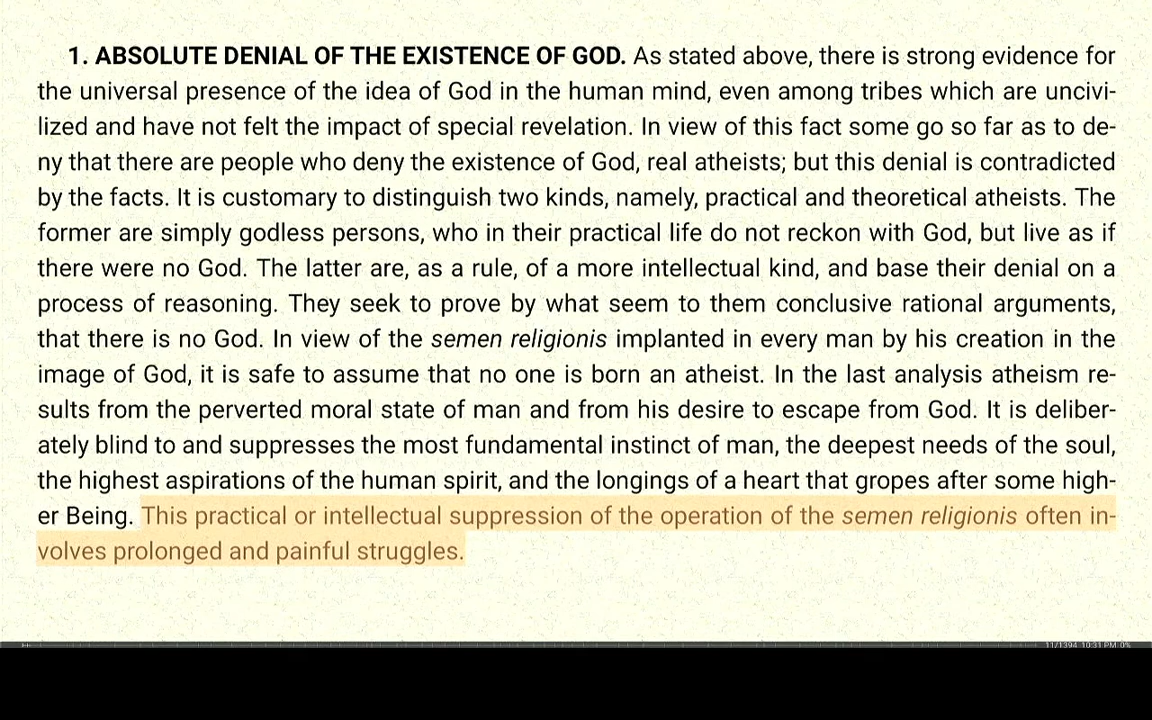 1. ABSOLUTE DENIAL OF THE EXISTENCE OF GOD. As stated above, there is strong evidence for
the universal presence of the idea of God in the human mind, even among tribes which are uncivi-
lized and have not felt the impact of special revelation. In view of this fact some go so far as to de-
ny that there are people who deny the existence of God, real atheists; but this denial is contradicted
by the facts. It is customary to distinguish two kinds, namely, practical and theoretical atheists. The
former are simply godless persons, who in their practical life do not reckon with God, but live as if
there were no God. The latter are, as a rule, of a more intellectual kind, and base their denial on a
process of reasoning. They seek to prove by what seem to them conclusive rational arguments,
that there is no God. In view of the semen religionis implanted in every man by his creation in the
image of God, it is safe to assume that no one is born an atheist. In the last analysis atheism re-
sults from the perverted moral state of man and from his desire to escape from God. It is deliber-
ately blind to and suppresses the most fundamental instinct of man, the deepest needs of the soul,
the highest aspirations of the human spirit, and the longings of a heart that gropes after some high-
er Being. This practical or intellectual suppression of the operation of the semen religionis often in-
volves prolonged and painful struggles.
11/1394 10:31 PM 0%